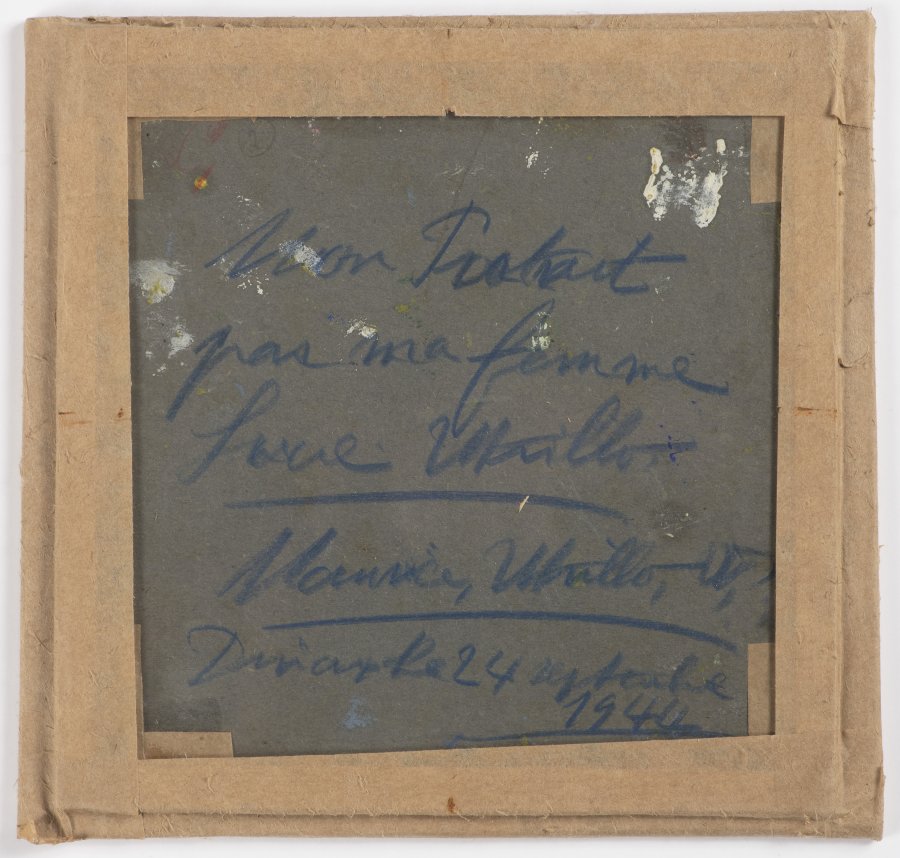 Mon Portrait
par ma femme
Lucie Utrillo.
Maurice, Utrillo, V,
Dimanche 24 septembre
1944